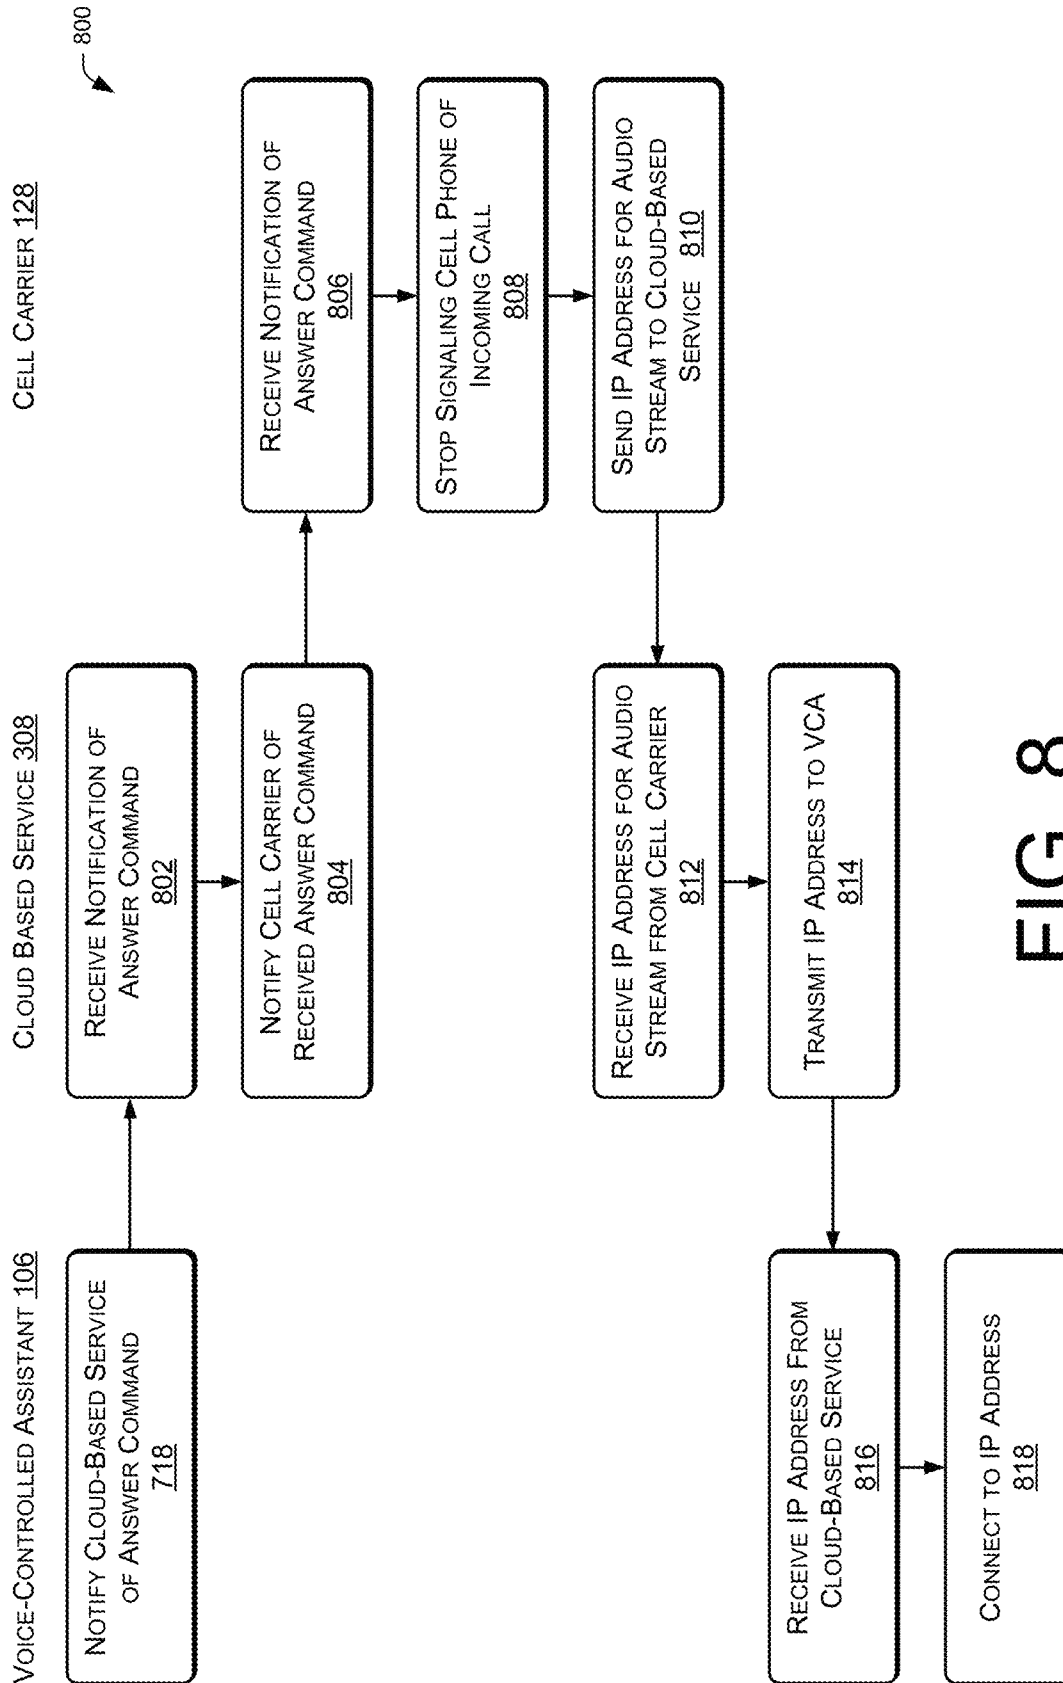 800
VOICE-CONTROLLED ASSISTANT 106
CLOUD BASED SERVICE 308
CELL CARRIER 128
NOTIFY CLOUD-BASED SERVICE
OF ANSWER COMMAND
718
RECEIVE NOTIFICATION OF
ANSWER COMMAND
802
NOTIFY CELL CARRIER OF
RECEIVED ANSWER COMMAND
804
RECEIVE NOTIFICATION OF
ANSWER COMMAND
806
STOP SIGNALING CELL PHONE OF
INCOMING CALL
808
SEND IP ADDRESS FOR AUDIO
STREAM TO CLOUD-BASED
SERVICE 810
RECEIVE IP ADDRESS FOR AUDIO
STREAM FROM CELL CARRIER
812
TRANSMIT IP ADDRESS TO VCA
814
RECEIVE IP ADDRESS FROM
CLOUD-BASED SERVICE
816
CONNECT TO IP ADDRESS
818
FIG 8